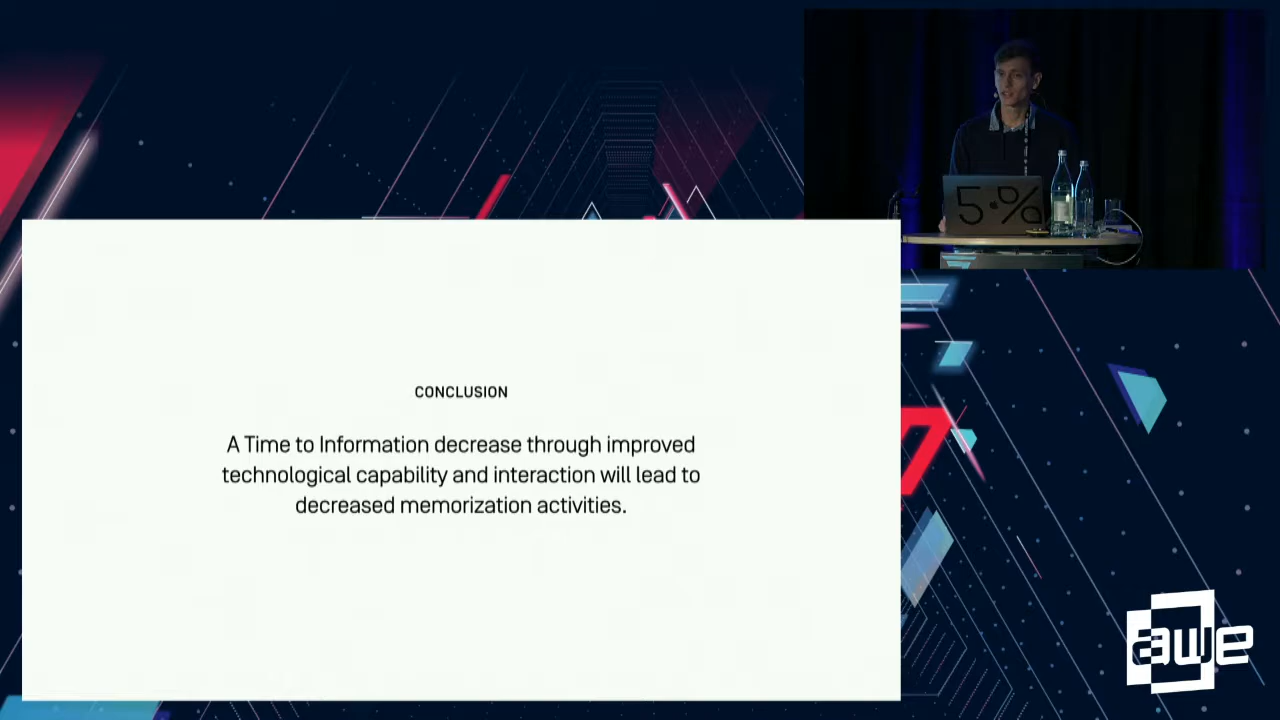 5%
CONCLUSION
A Time to Information decrease through improved
technological capability and interaction will lead to
decreased memorization activities.
awe